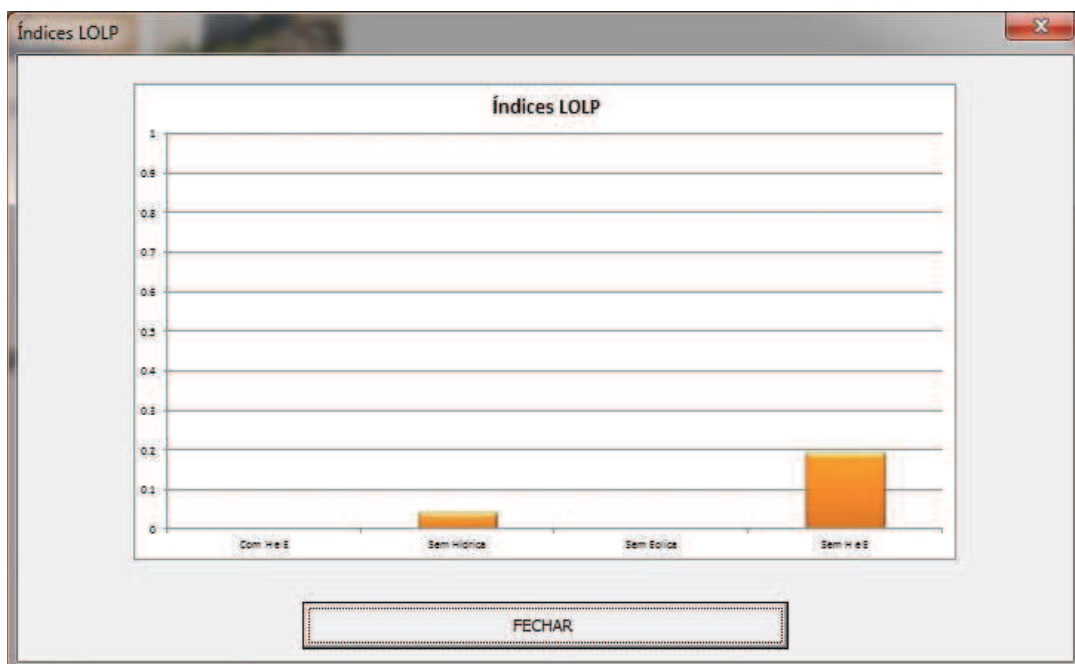 Índices LOLP
Índices LOLP
1
0.9
0.8
0.7
0.6
0.5
0.4
0.3
0.2
0.1
0
Com H e E
Sem Hídrica
Sem Eolica
Sem H e E
FECHAR